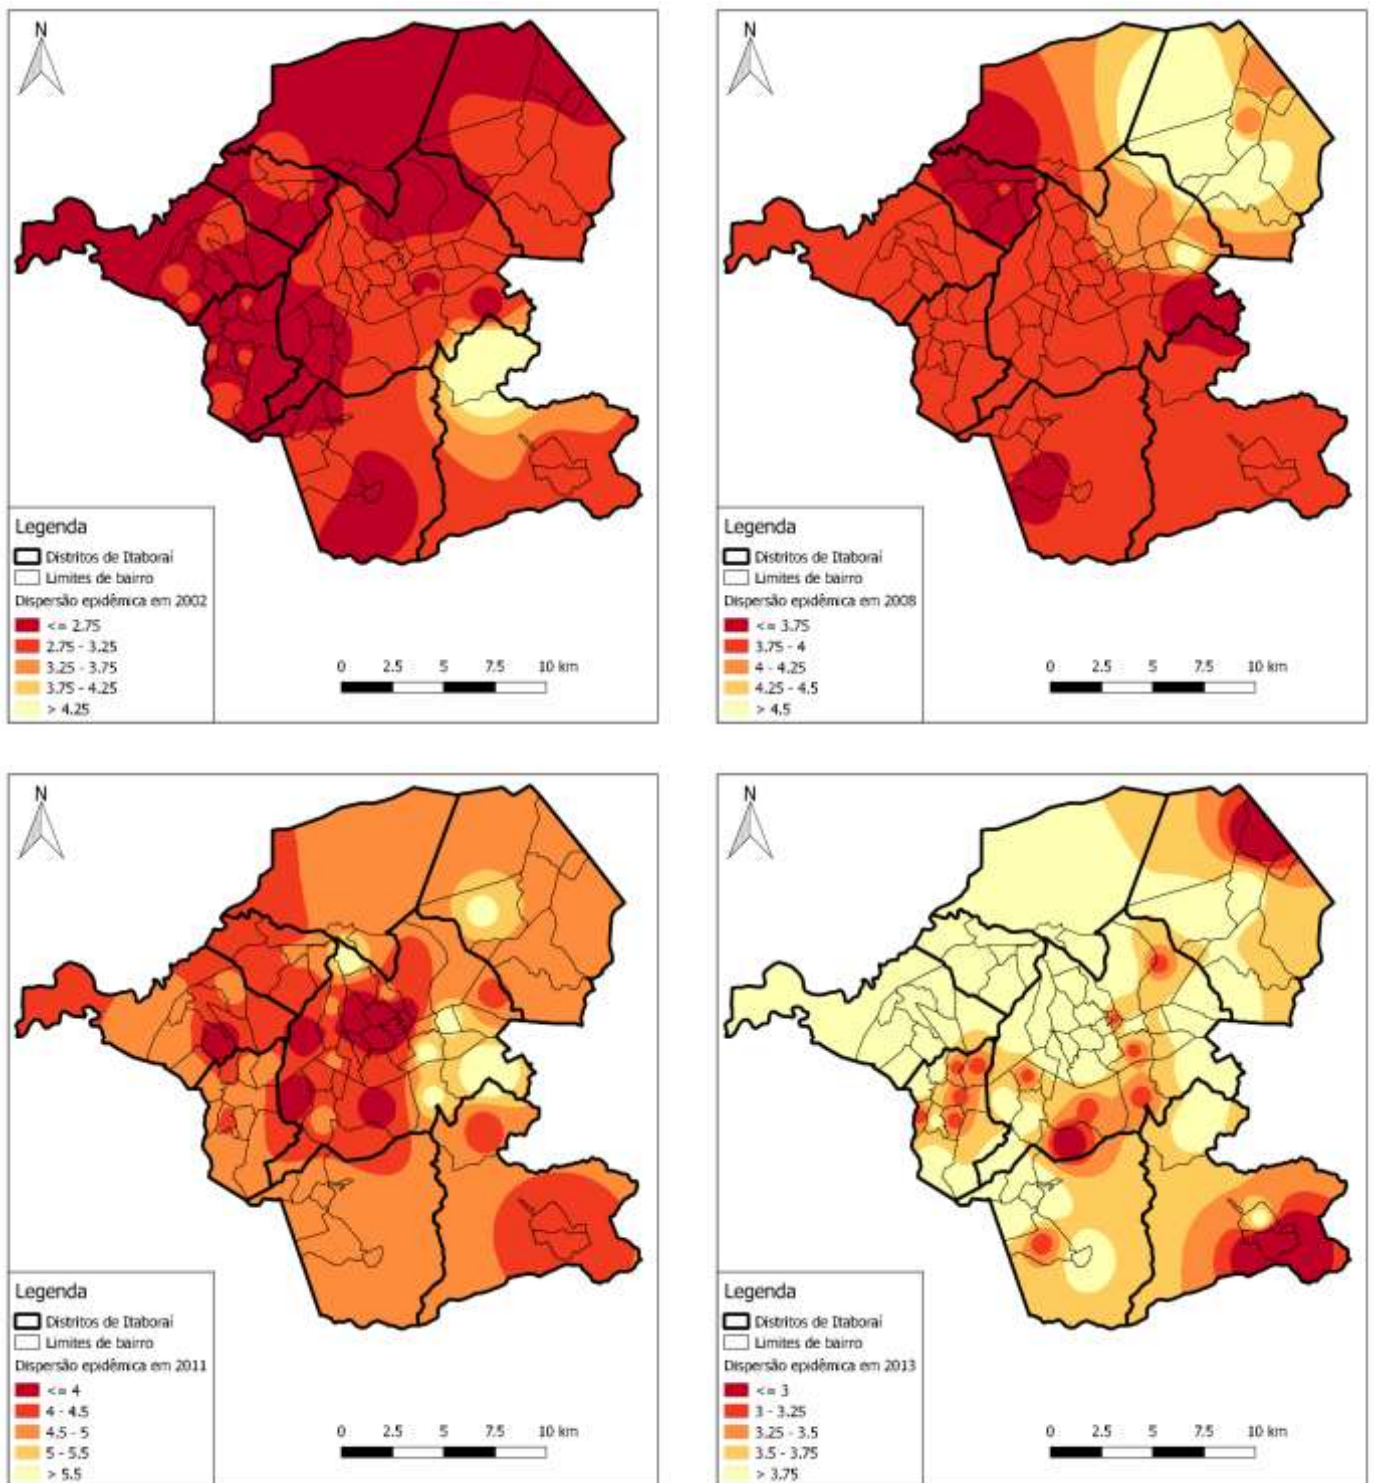 N
Legenda
Distritos de Itaboraí
Limites de bairro
Dispersão epidêmica em 2002
<= 2.75
2.75 - 3.25
3.25 - 3.75
3.75 - 4.25
> 4.25
0 2.5 5 7.5 10 km
N
Legenda
Distritos de Itaboraí
Limites de bairro
Dispersão epidêmica em 2008
<= 3.75
3.75 - 4
4 - 4.25
4.25 - 4.5
> 4.5
0 2.5 5 7.5 10 km
N
Legenda
Distritos de Itaboraí
Limites de bairro
Dispersão epidêmica em 2011
<= 4
4 - 4.5
4.5 - 5
5 - 5.5
> 5.5
0 2.5 5 7.5 10 km
N
Legenda
Distritos de Itaboraí
Limites de bairro
Dispersão epidêmica em 2013
<= 3
3 - 3.25
3.25 - 3.5
3.5 - 3.75
> 3.75
0 2.5 5 7.5 10 km